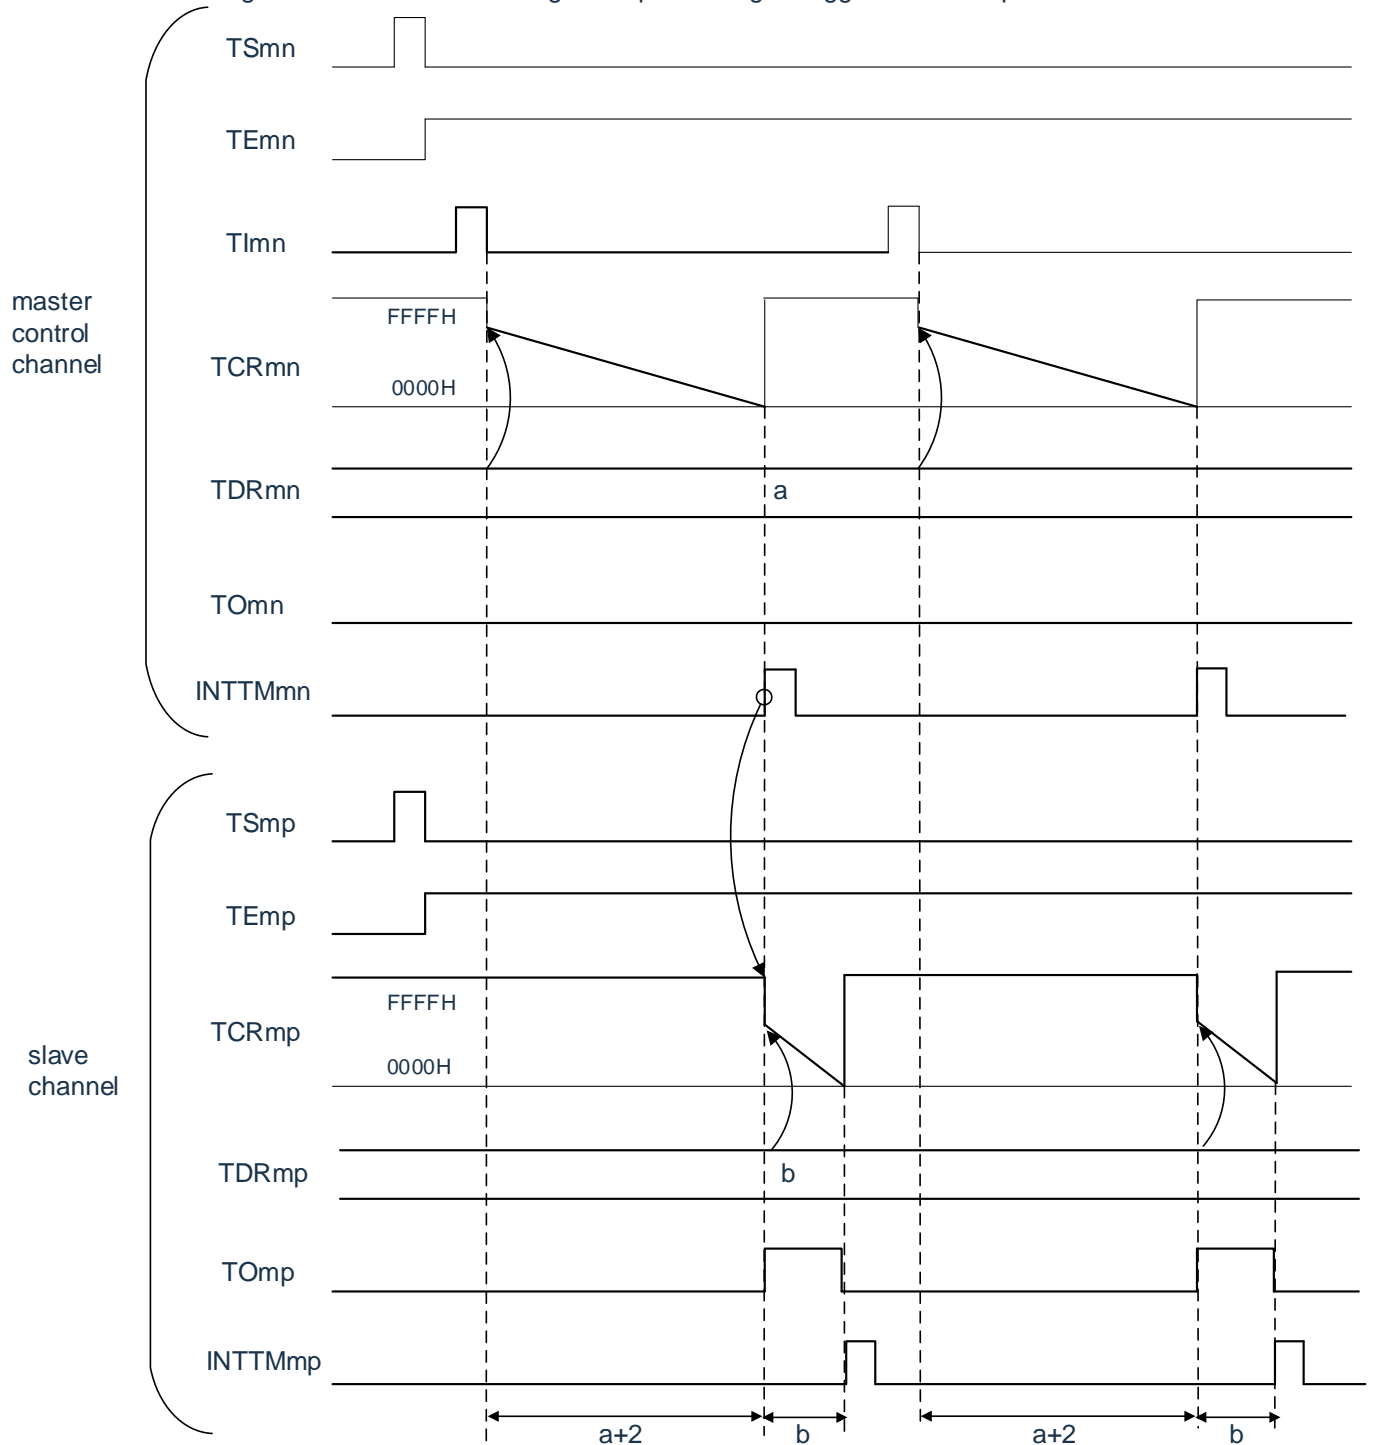 TSmn
TEmn
TImn
master
control
channel
FFFFH
TCRmn
0000H
TDRmn
a
TOmn
INTTMmn
TSmp
TEmp
FFFFH
TCRmp
0000H
slave
channel
TDRmp
b
TOmp
INTTMmp
a+2 b a+2 b